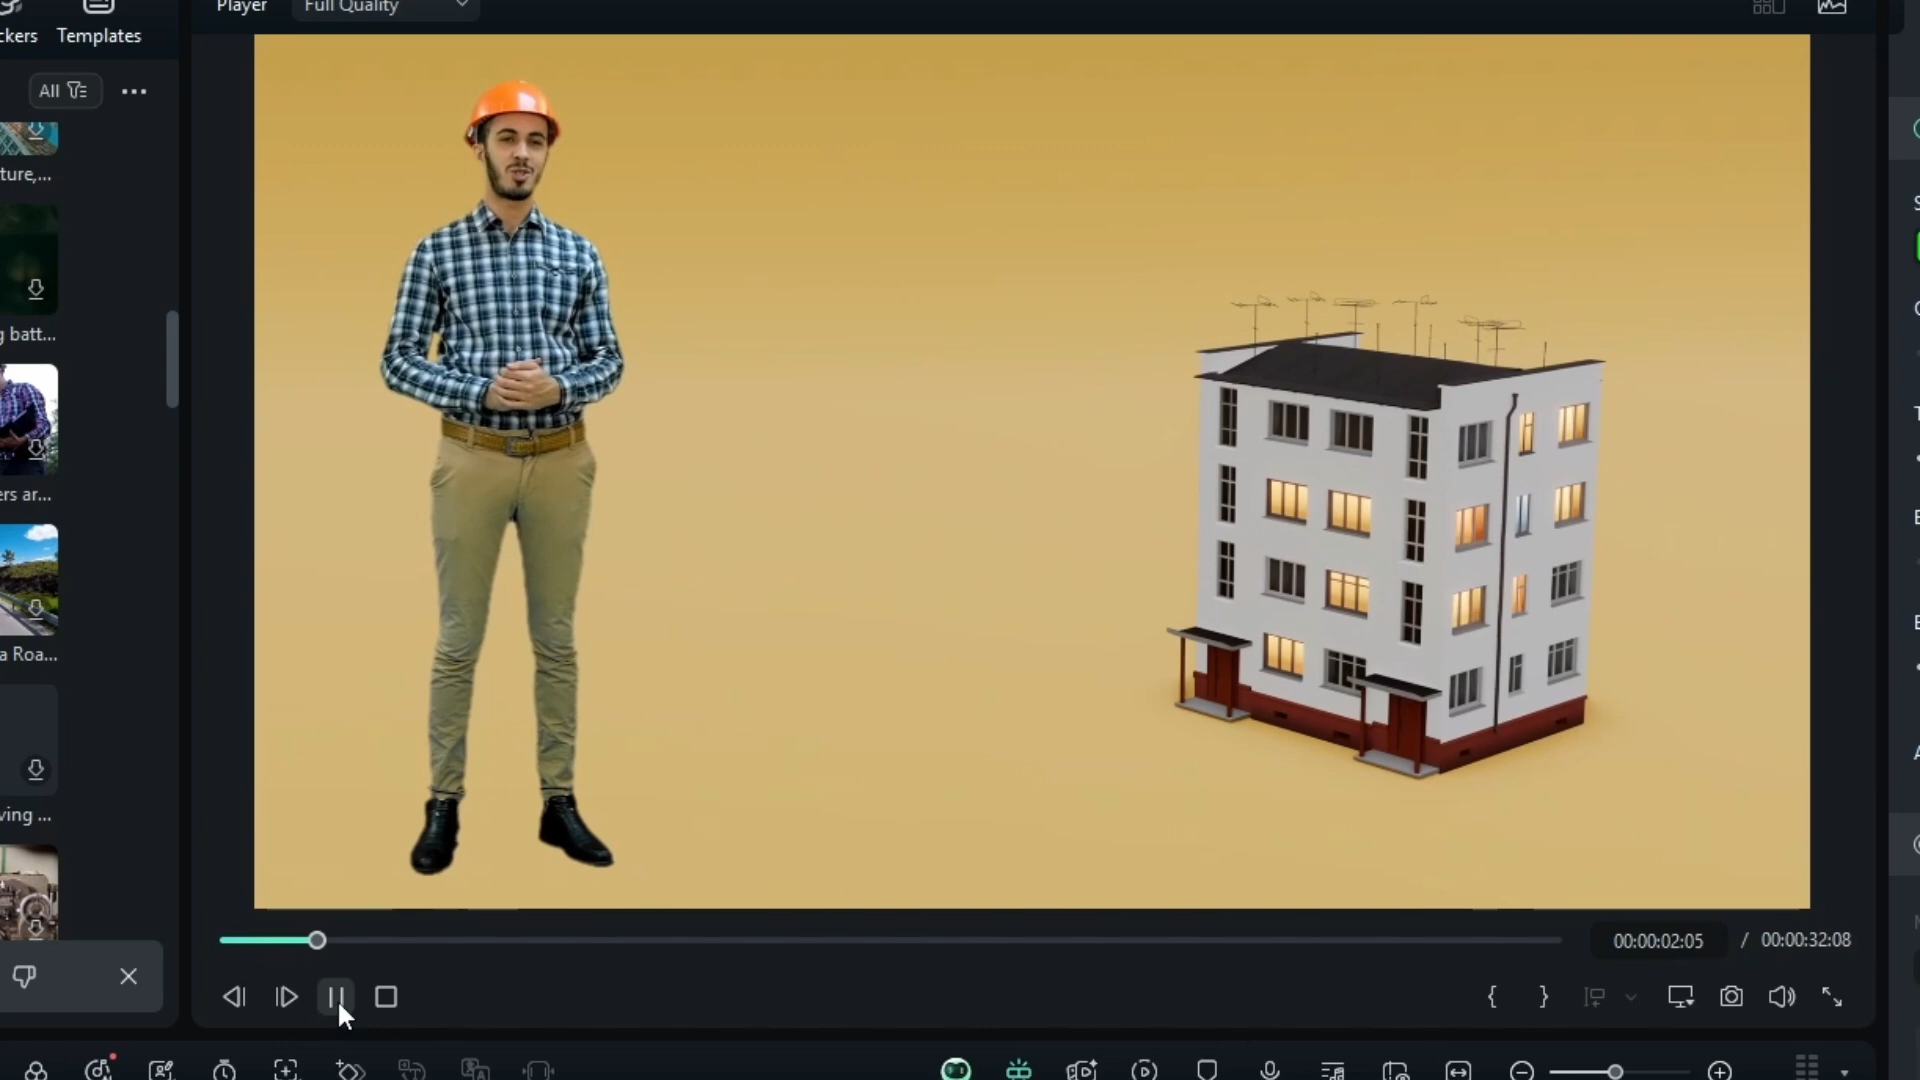 Player
Full Quality
ckers
Templates
All
ture,...
g batt...
ers ar...
a Roa...
ving ...
00:00:02:05
/
00:00:32:08